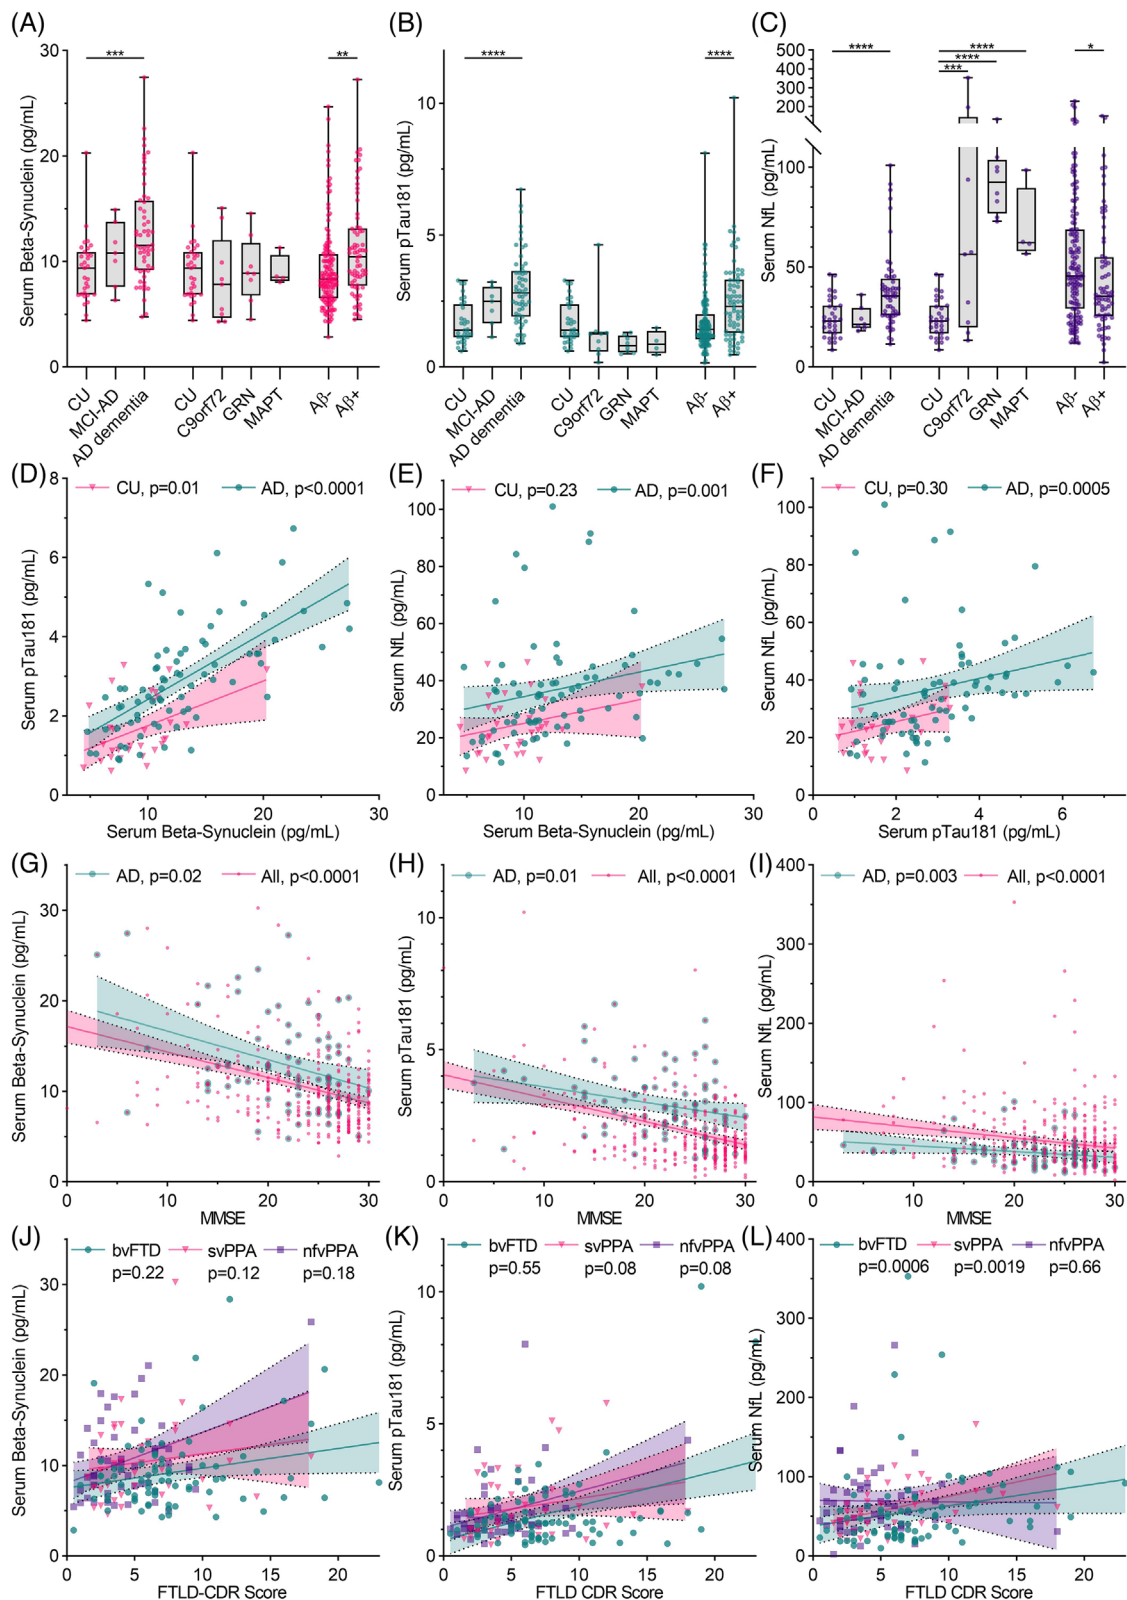 (A)
(B)
(C)
Serum Beta-Synuclein (pg/mL)
30
20
10
0
***
**
CU
MCI-AD
AD dementia
CU
C9orf72
GRN
MAPT
Aβ-
Aβ+
Serum pTau181 (pg/mL)
10
5
0
****
****
CU
MCI-AD
AD dementia
CU
C9orf72
GRN
MAPT
Aβ-
Aβ+
Serum NfL (pg/mL)
500
400
300
200
100
50
0
****
****
****
***
*
CU
MCI-AD
AD dementia
CU
C9orf72
GRN
MAPT
Aβ-
Aβ+
(D)
(E)
(F)
CU, p=0.01
AD, p<0.0001
Serum pTau181 (pg/mL)
8
6
4
2
0
10
20
30
Serum Beta-Synuclein (pg/mL)
CU, p=0.23
AD, p=0.001
Serum NfL (pg/mL)
100
80
60
40
20
0
10
20
30
Serum Beta-Synuclein (pg/mL)
CU, p=0.30
AD, p=0.0005
Serum NfL (pg/mL)
100
80
60
40
20
0
0
2
4
6
Serum pTau181 (pg/mL)
(G)
(H)
(I)
AD, p=0.02
All, p<0.0001
Serum Beta-Synuclein (pg/mL)
30
20
10
0
0
10
20
30
MMSE
AD, p=0.01
All, p<0.0001
Serum pTau181 (pg/mL)
10
5
0
0
10
20
30
MMSE
AD, p=0.003
All, p<0.0001
Serum NfL (pg/mL)
400
300
200
100
50
0
0
10
20
30
MMSE
(J)
(K)
(L)
bvFTD
svPPA
nfvPPA
p=0.22
p=0.12
p=0.18
Serum Beta-Synuclein (pg/mL)
30
20
10
0
0
5
10
15
20
FTLD-CDR Score
bvFTD
svPPA
nfvPPA
p=0.55
p=0.08
p=0.08
Serum pTau181 (pg/mL)
10
5
0
0
5
10
15
20
FTLD CDR Score
bvFTD
svPPA
nfvPPA
p=0.0006
p=0.0019
p=0.66
Serum NfL (pg/mL)
400
300
200
100
50
0
0
5
10
15
20
FTLD CDR Score